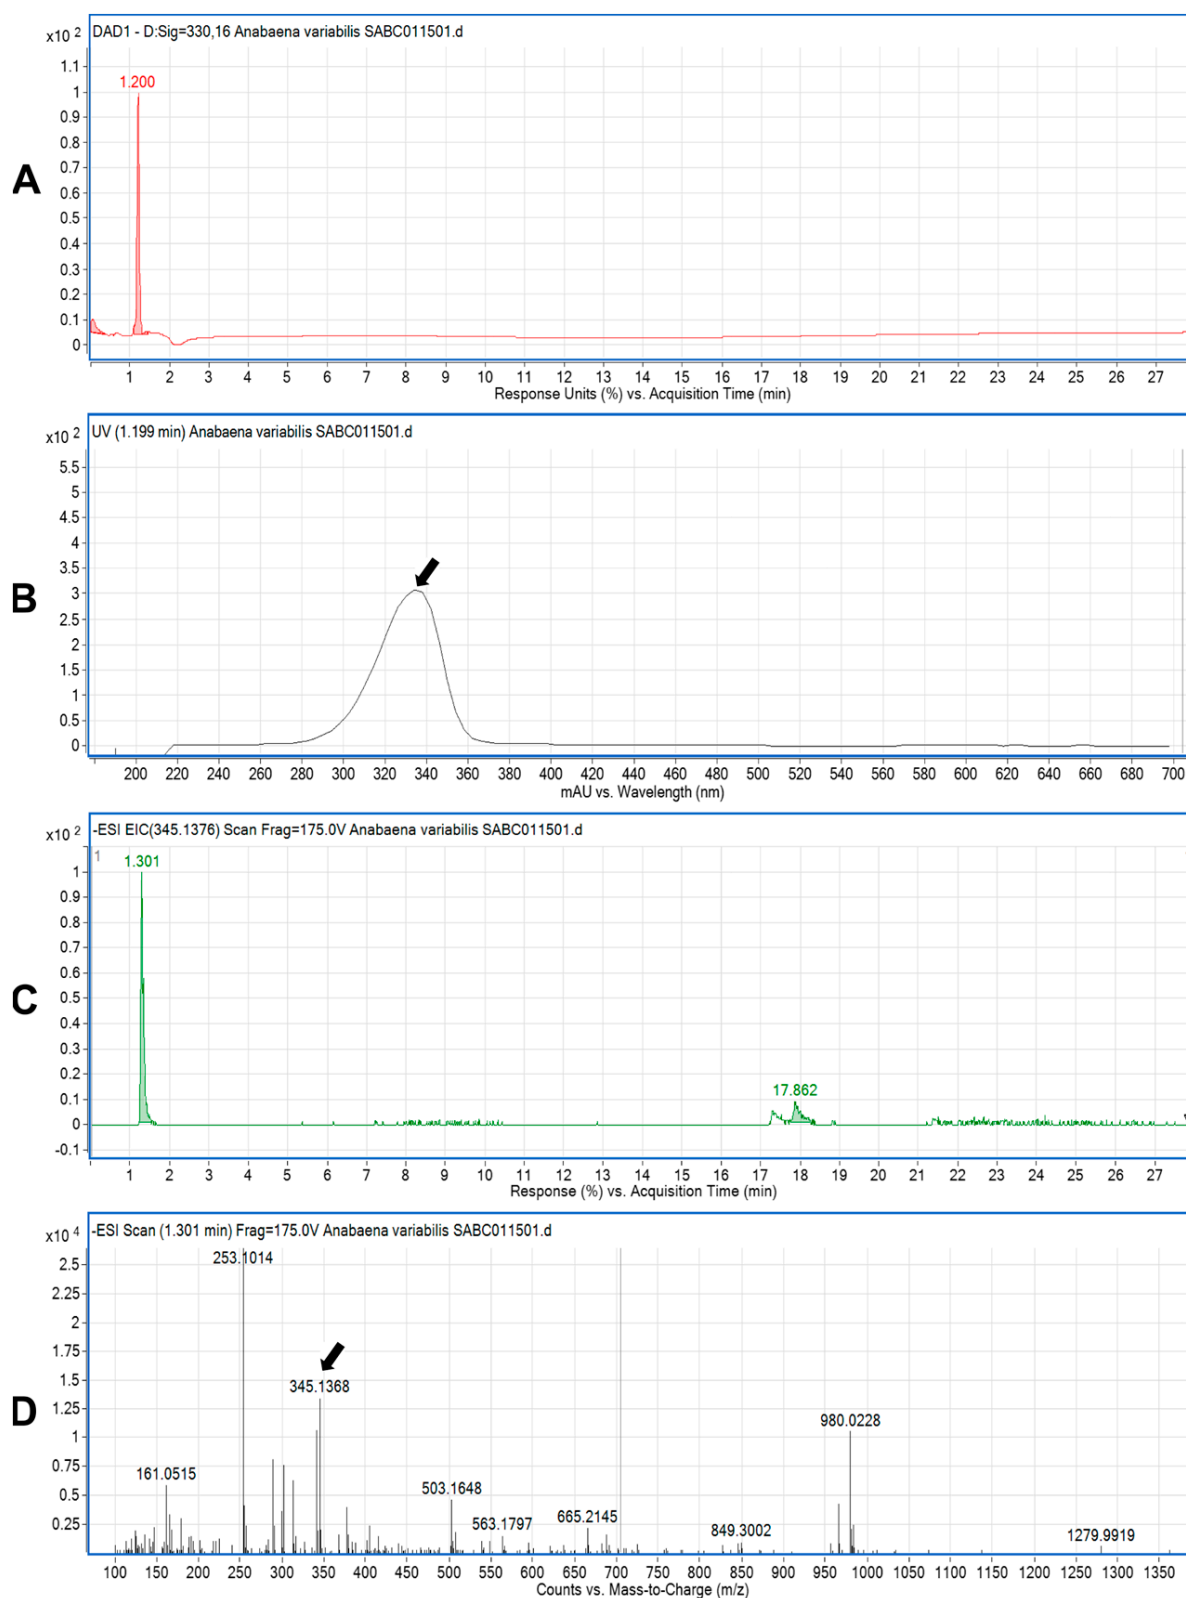 A
x10 2
DAD1 - D:Sig=330,16 Anabaena variabilis SABC011501.d
1.200
1.1
1
0.9
0.8
0.7
0.6
0.5
0.4
0.3
0.2
0.1
0
1 2 3 4 5 6 7 8 9 10 11 12 13 14 15 16 17 18 19 20 21 22 23 24 25 26 27
Response Units (%) vs. Acquisition Time (min)
B
x10 2
UV (1.199 min) Anabaena variabilis SABC011501.d
5.5
5
4.5
4
3.5
3
2.5
2
1.5
1
0.5
0
200 220 240 260 280 300 320 340 360 380 400 420 440 460 480 500 520 540 560 580 600 620 640 660 680 700
mAU vs. Wavelength (nm)
C
x10 2
-ESI EIC(345.1376) Scan Frag=175.0V Anabaena variabilis SABC011501.d
1
1.301
17.862
1
0.9
0.8
0.7
0.6
0.5
0.4
0.3
0.2
0.1
0
-0.1
1 2 3 4 5 6 7 8 9 10 11 12 13 14 15 16 17 18 19 20 21 22 23 24 25 26 27
Response (%) vs. Acquisition Time (min)
D
x10 4
-ESI Scan (1.301 min) Frag=175.0V Anabaena variabilis SABC011501.d
253.1014
345.1368
980.0228
161.0515
503.1648
563.1797
665.2145
849.3002
1279.9919
2.5
2.25
2
1.75
1.5
1.25
1
0.75
0.5
0.25
100 150 200 250 300 350 400 450 500 550 600 650 700 750 800 850 900 950 1000 1050 1100 1150 1200 1250 1300 1350
Counts vs. Mass-to-Charge (m/z)